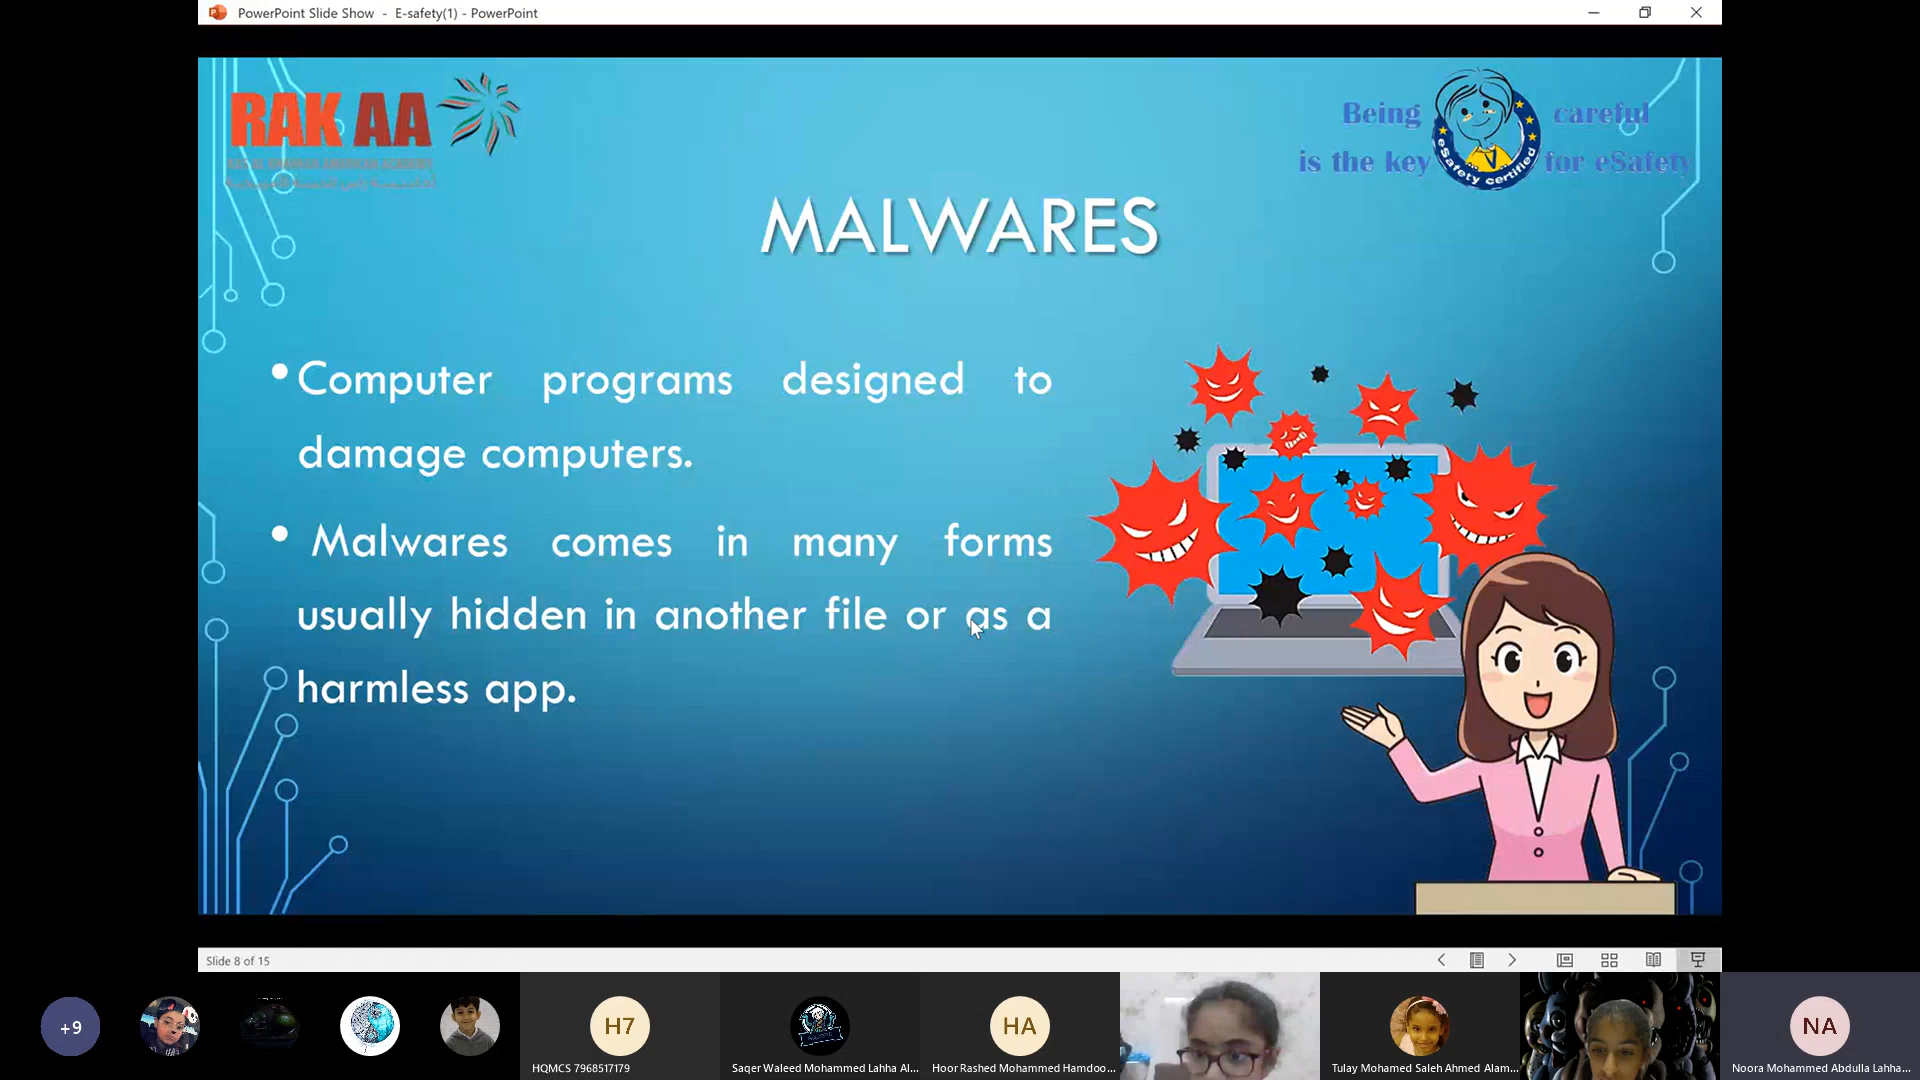 PowerPoint Slide Show - E-safety(1) - PowerPoint
RAK AA
Being careful
is the key for eSafety
eSafety certified
MALWARES
• Computer programs designed to
damage computers.
• Malwares comes in many forms
usually hidden in another file or as a
harmless app.
Slide 8 of 15
+9
H7
HA
NA
HQMCS 7968517179
Saqer Waleed Mohammed Lahha Al...
Hoor Rashed Mohammed Hamdoo...
Tulay Mohamed Saleh Ahmed Alam...
Noora Mohammed Abdulla Lahha...